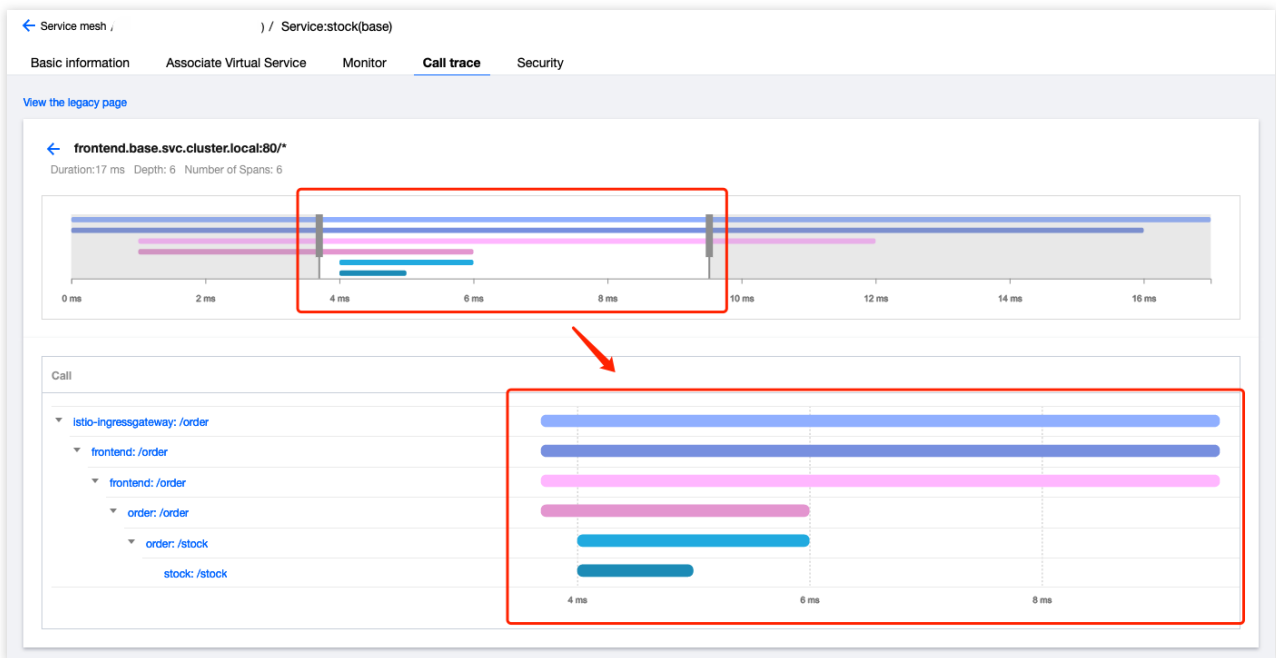 Service mesh / ) / Service:stock(base)
Basic information Associate Virtual Service Monitor Call trace Security
View the legacy page
frontend.base.svc.cluster.local:80/*
Duration:17 ms Depth: 6 Number of Spans: 6
0 ms 2 ms 4 ms 6 ms 8 ms 10 ms 12 ms 14 ms 16 ms
Call
istio-ingressgateway: /order
frontend: /order
frontend: /order
order: /order
order: /stock
stock: /stock
4 ms 6 ms 8 ms